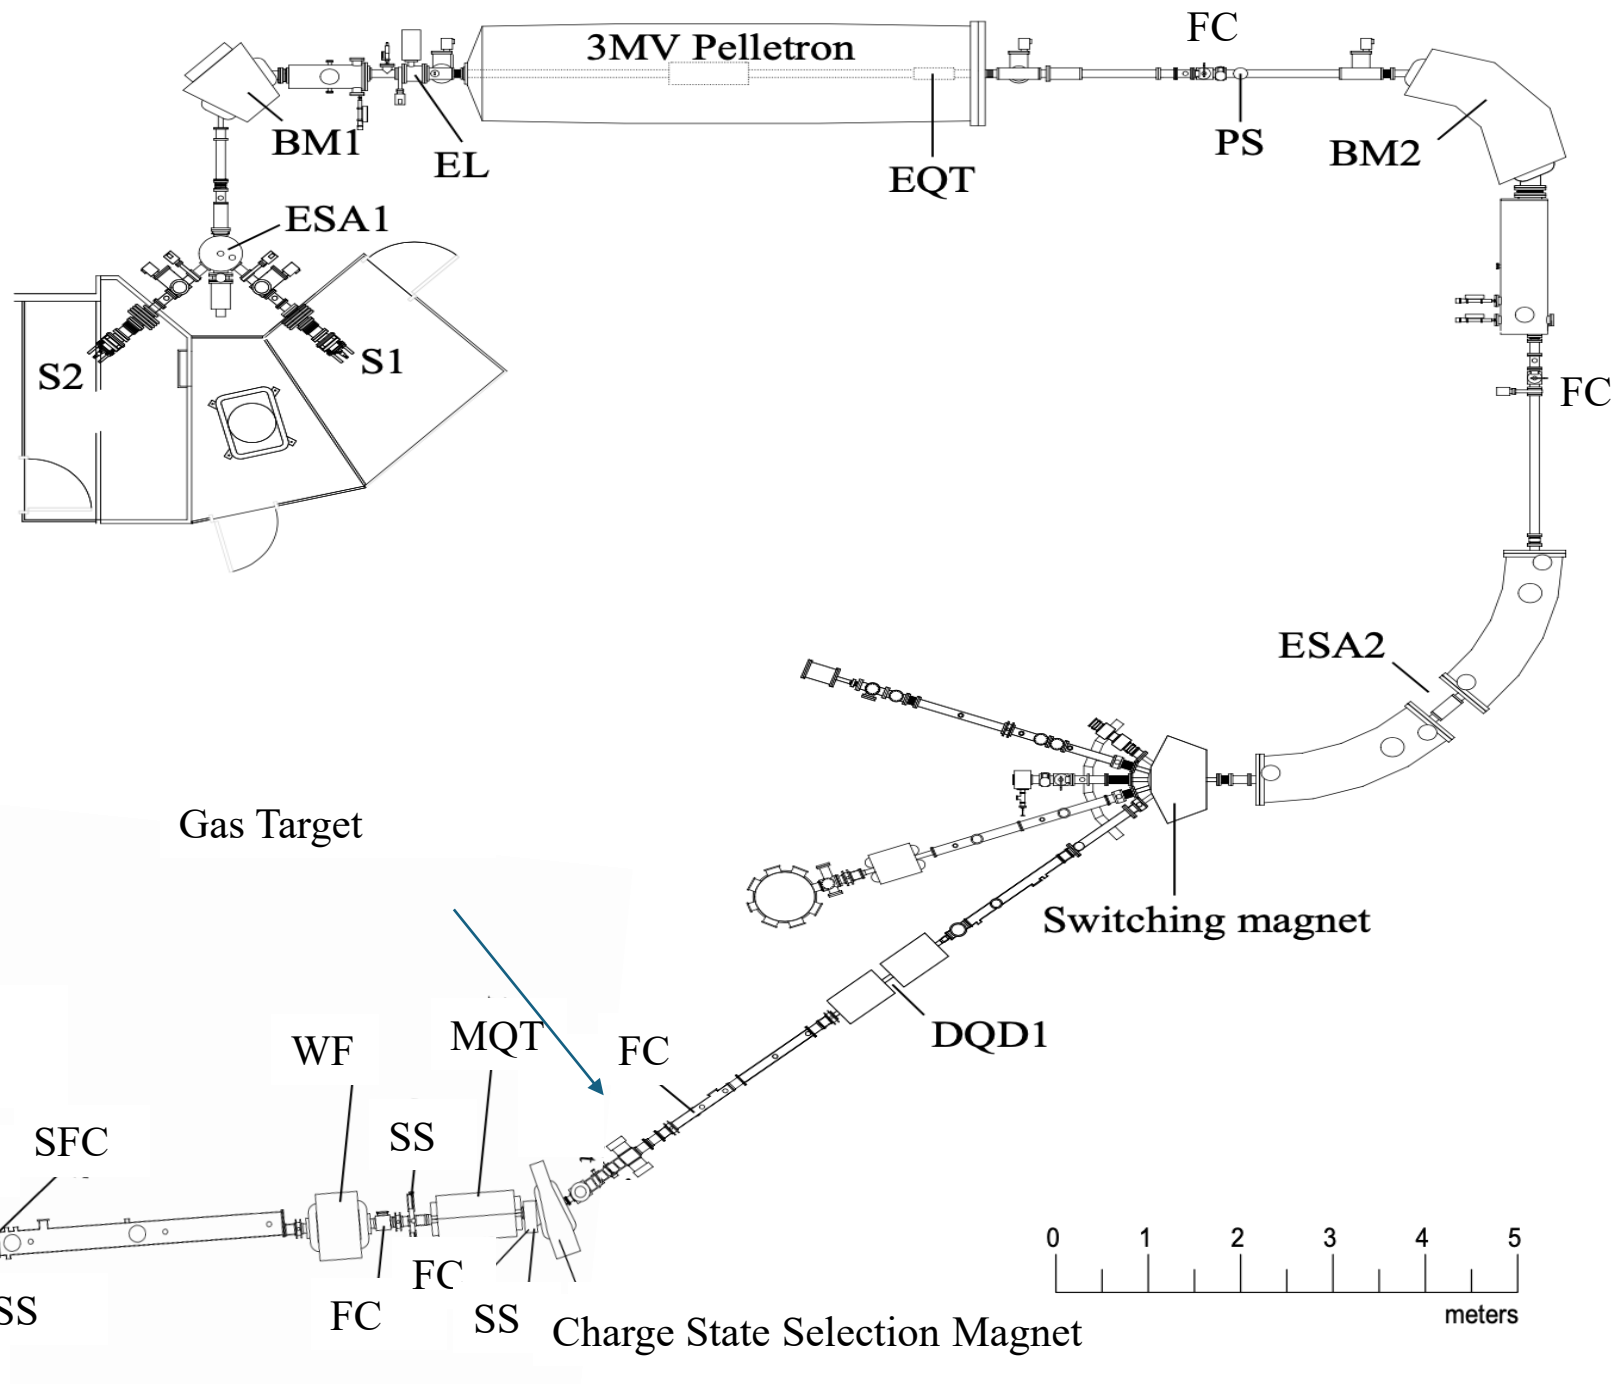 FC
3MV Pelletron
BM1
EL
EQT
PS
BM2
ESA1
S2
S1
FC
ESA2
Gas Target
Switching magnet
WF
MQT
FC
DQD1
SFC
SS
FC
FC
SS
SS
Charge State Selection Magnet
0 1 2 3 4 5
meters